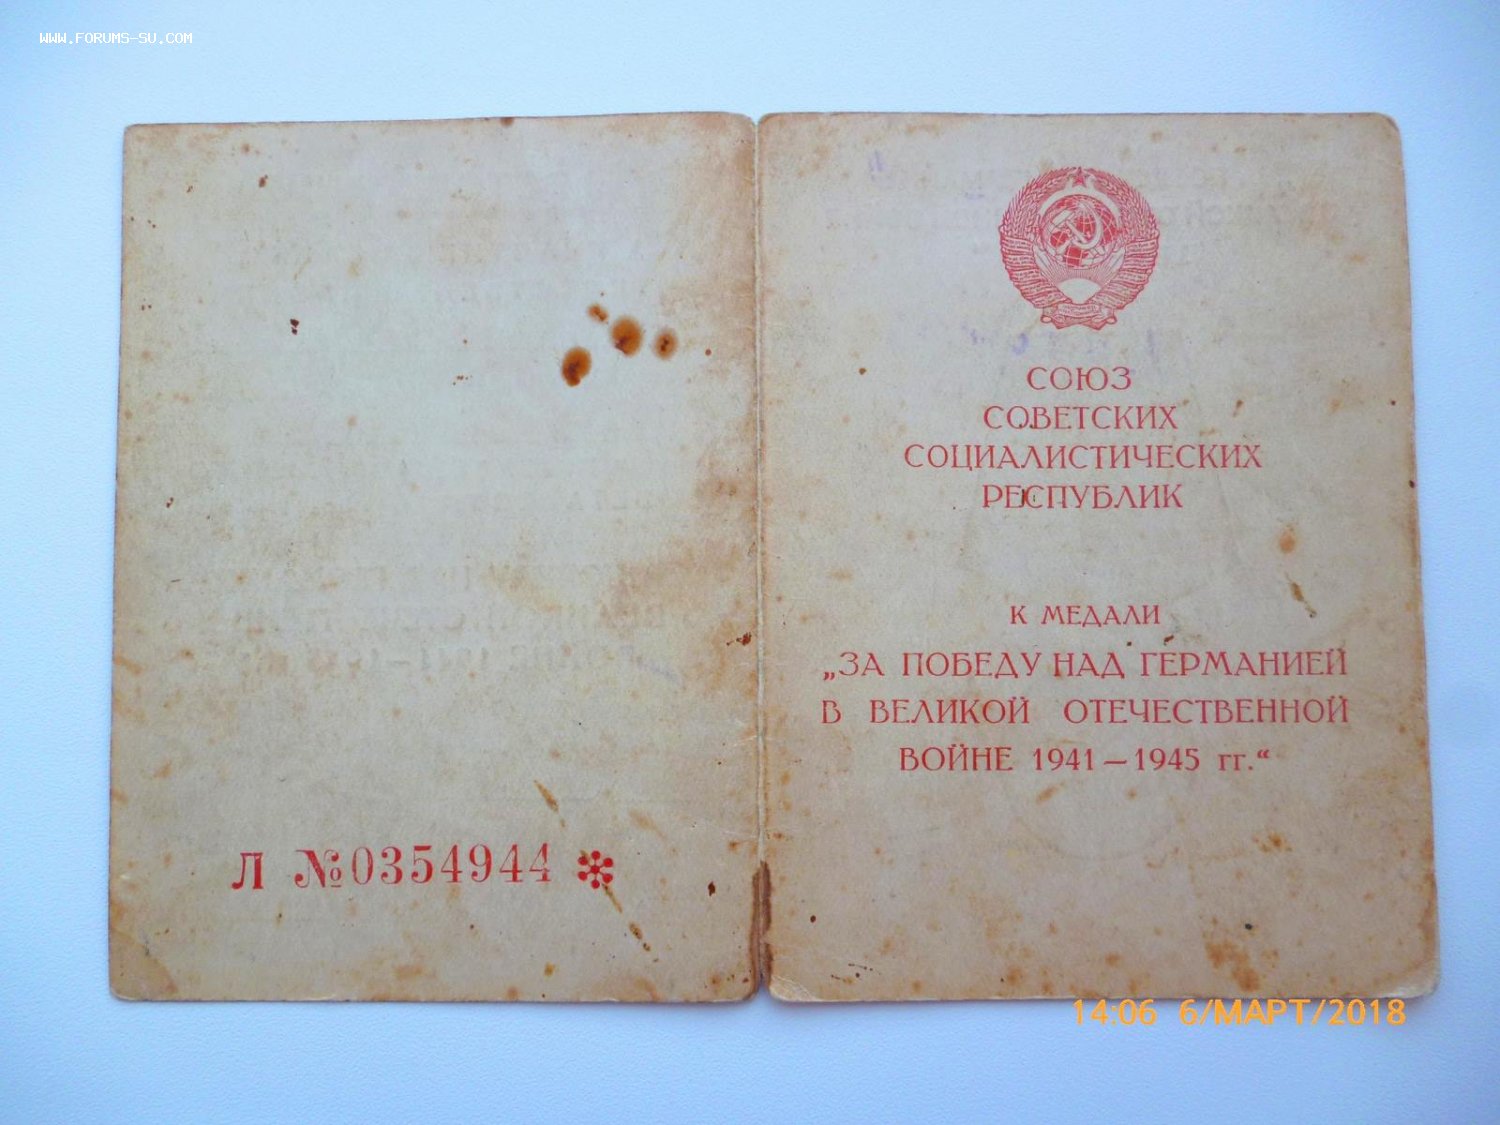 WWW.FORUMS-SU.COM
Л №0354944
СОЮЗ
СОВЕТСКИХ
СОЦИАЛИСТИЧЕСКИХ
РЕСПУБЛИК
К МЕДАЛИ
„ЗА ПОБЕДУ НАД ГЕРМАНИЕЙ
В ВЕЛИКОЙ ОТЕЧЕСТВЕННОЙ
ВОЙНЕ 1941 — 1945 гг.“
14:06 6/МАРТ/2018